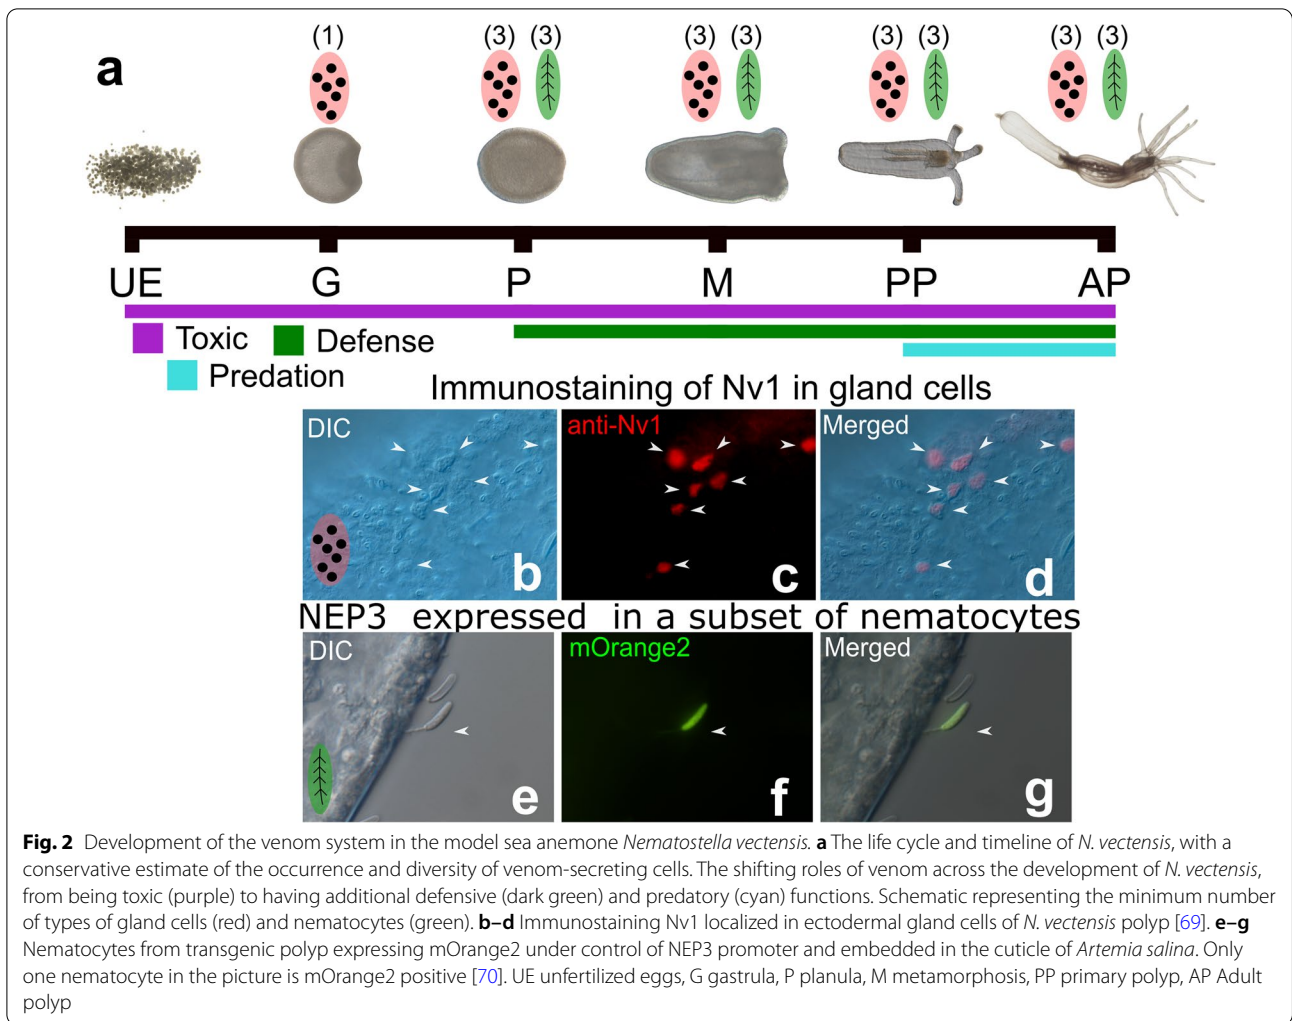 (1) (3) (3) (3) (3) (3) (3) (3) (3)
a
UE G P M PP AP
Toxic Defense
Predation
Immunostaining of Nv1 in gland cells
DIC anti-Nv1 Merged
b c d
NEP3 expressed in a subset of nematocytes
DIC mOrange2 Merged
e f g
Fig. 2 Development of the venom system in the model sea anemone Nematostella vectensis. a The life cycle and timeline of N. vectensis, with a
conservative estimate of the occurrence and diversity of venom-secreting cells. The shifting roles of venom across the development of N. vectensis,
from being toxic (purple) to having additional defensive (dark green) and predatory (cyan) functions. Schematic representing the minimum number
of types of gland cells (red) and nematocytes (green). b–d Immunostaining Nv1 localized in ectodermal gland cells of N. vectensis polyp [69]. e–g
Nematocytes from transgenic polyp expressing mOrange2 under control of NEP3 promoter and embedded in the cuticle of Artemia salina. Only
one nematocyte in the picture is mOrange2 positive [70]. UE unfertilized eggs, G gastrula, P planula, M metamorphosis, PP primary polyp, AP Adult
polyp